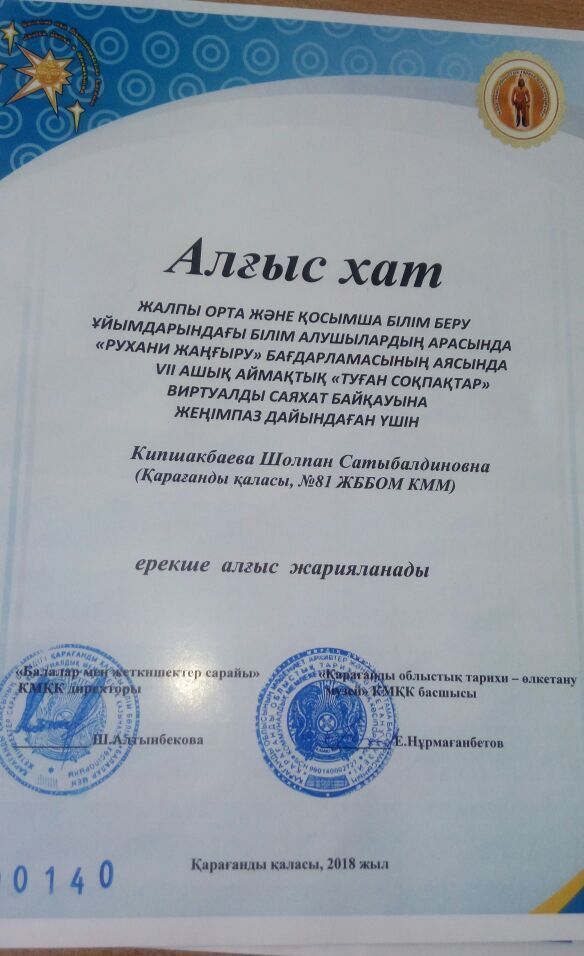 Алғыс хат
ЖАЛПЫ ОРТА ЖӘНЕ ҚОСЫМША БІЛІМ БЕРУ
ҰЙЫМДАРЫНДАҒЫ БІЛІМ АЛУШЫЛАРДЫҢ АРАСЫНДА
«РУХАНИ ЖАҢҒЫРУ» БАҒДАРЛАМАСЫНЫҢ АЯСЫНДА
VII АШЫҚ АЙМАҚТЫҚ «ТУҒАН СОҚПАҚТАР»
ВИРТУАЛДЫ САЯХАТ БАЙҚАУЫНА
ЖЕҢІМПАЗ ДАЙЫНДАҒАН ҮШІН
Кипшакбаева Шолпан Сатыбалдиновна
(Қарағанды қаласы, №81 ЖББОМ КММ)
ерекше алғыс жарияланады
«Балалар мен жеткіншектер сарайы»
КМҚК директоры
Ш.Алтынбекова
«Қарағанды облыстық тарихи – өлкетану
музейі» КМҚК басшысы
Е.Нұрмағанбетов
Қарағанды қаласы, 2018 жыл
0140